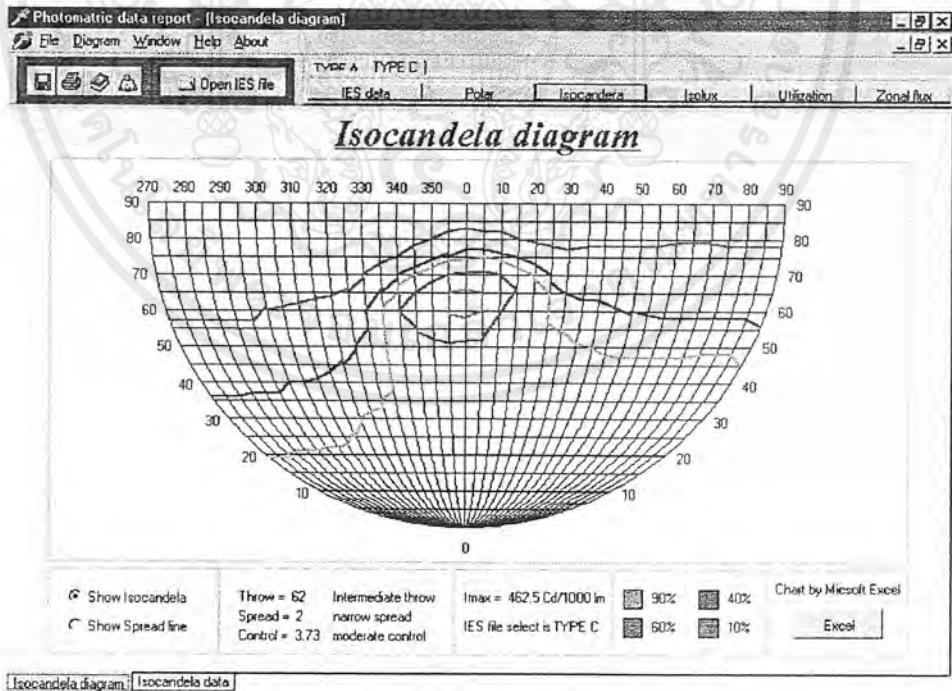 Photomatric data report - [Isocandela diagram]
File Diagram Window Help About
Open IES file
TYPE A TYPE C
IES data Polar Isocandera Isolux Utilization Zonal flux
Isocandela diagram
270 280 290 300 310 320 330 340 350 0 10 20 30 40 50 60 70 80 90
90 90
80 80
70 70
60 60
50 50
40 40
30 30
20 20
10 10
0
Show Isocandela
Show Spread line
Throw = 62 Intermediate throw
Spread = 2 narrow spread
Control = 3.73 moderate control
Imax = 462.5 Cd/1000 lm
IES file select is TYPE C
90% 40%
60% 10%
Chart by Micsoft Excel
Excel
Isocandela diagram Isocandela data